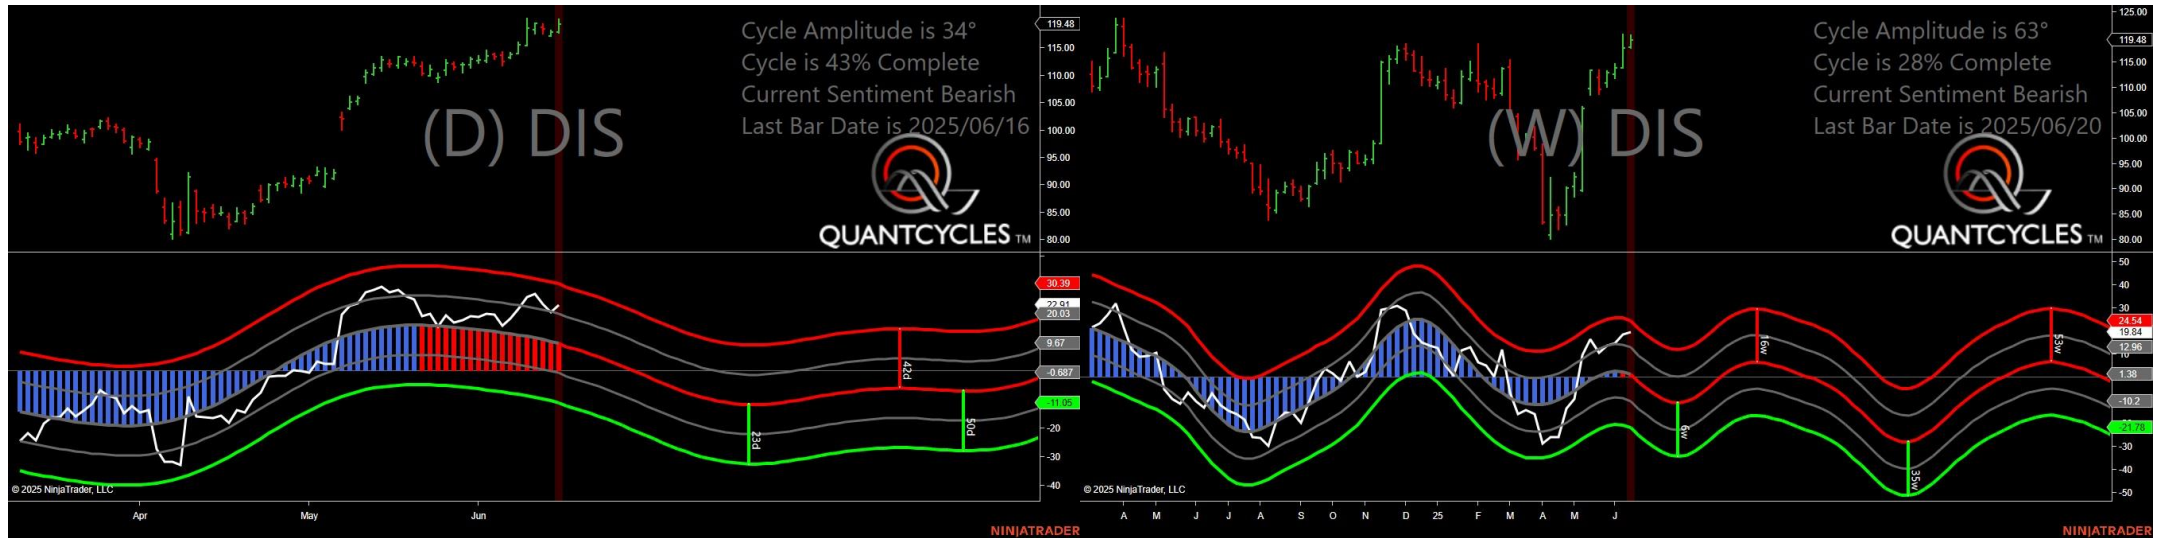 Cycle Amplitude is 34°
Cycle is 43% Complete
Current Sentiment Bearish
Last Bar Date is 2025/06/16
(D) DIS
QUANTCYCLES TM
119.48
115.00
110.00
105.00
100.00
95.00
90.00
85.00
80.00
30.39
22.91
20.03
9.67
-0.687
-11.05
-20
-30
-40
23d
42d
50d
© 2025 NinjaTrader, LLC
Apr
May
Jun
NINJATRADER
Cycle Amplitude is 63°
Cycle is 28% Complete
Current Sentiment Bearish
Last Bar Date is 2025/06/20
(W) DIS
QUANTCYCLES TM
125.00
119.48
115.00
110.00
105.00
100.00
95.00
90.00
85.00
80.00
50
40
30
24.54
19.84
12.96
10
1.38
-10.2
-21.78
-30
-40
-50
6w
16w
35w
53w
© 2025 NinjaTrader, LLC
A M J J A S O N D 25 F M A M J
NINJATRADER